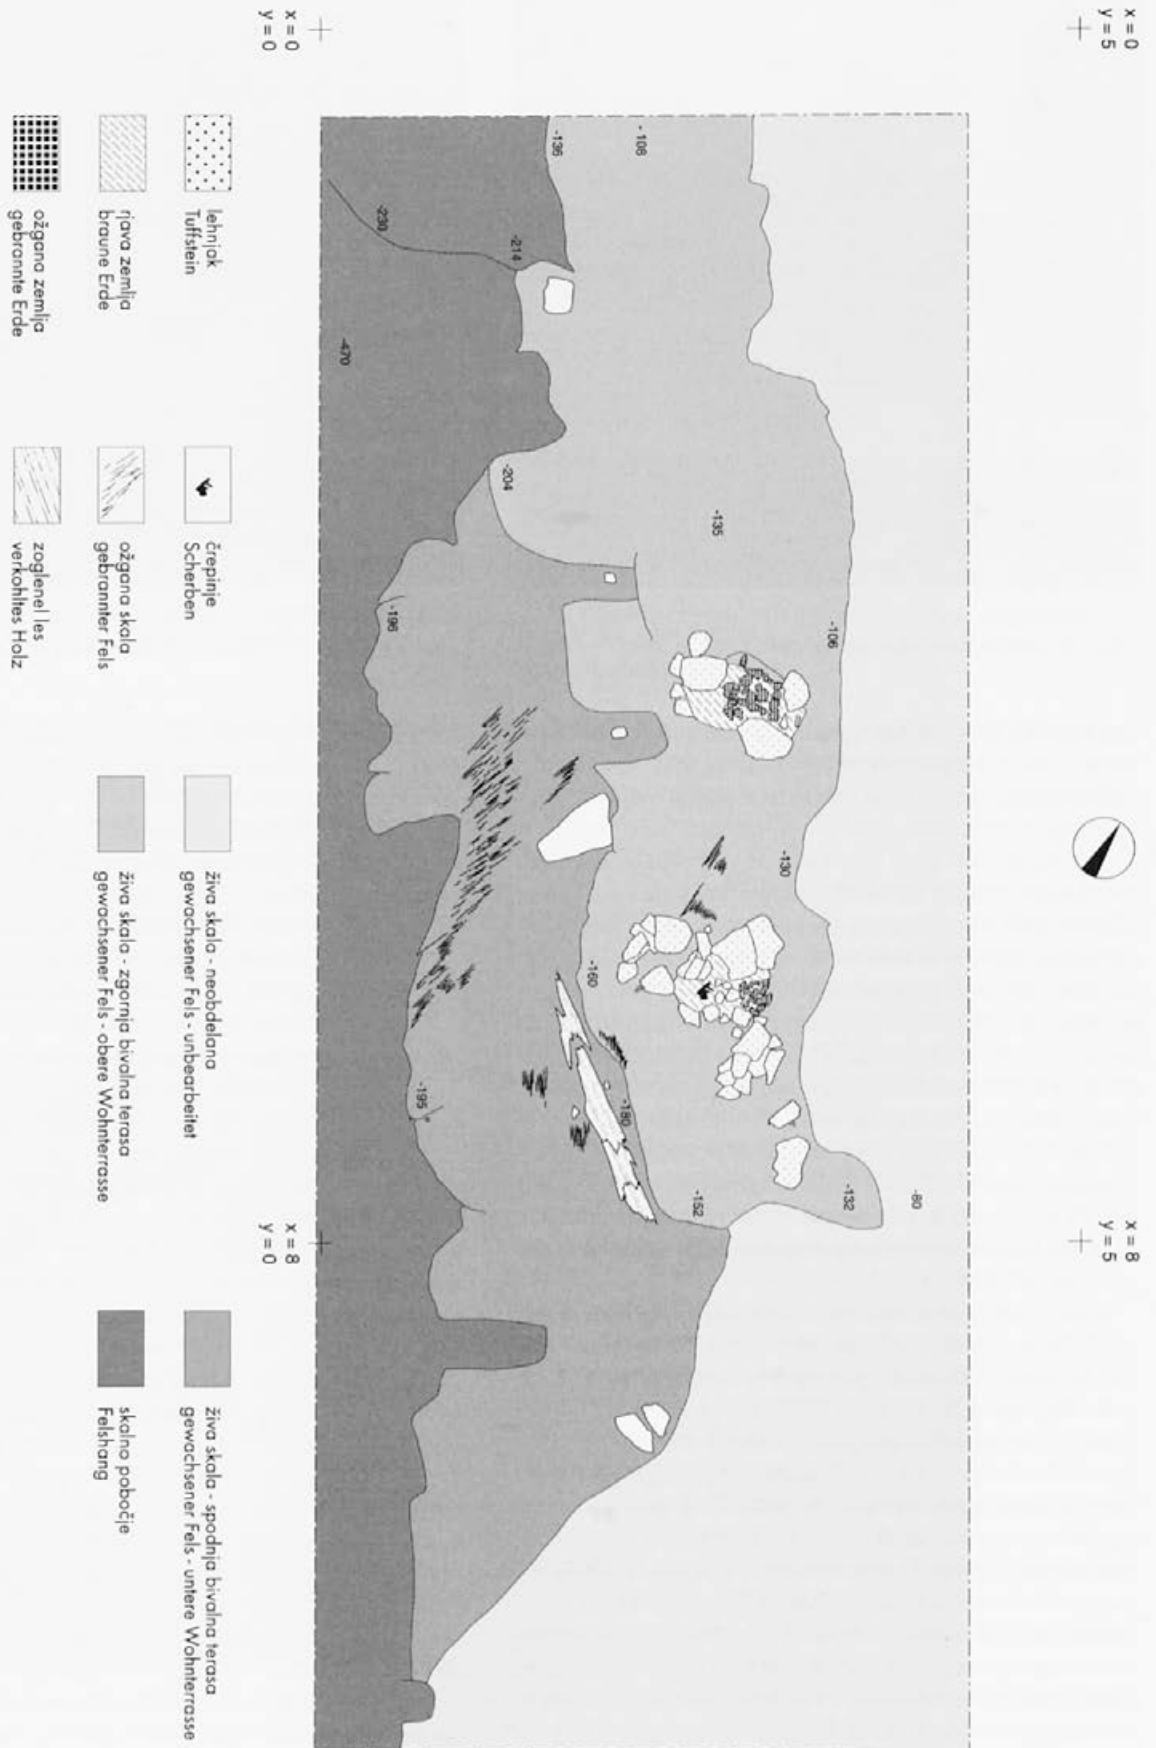 x = 0
y = 5
x = 8
y = 5
-80
-132
-106
-130
-135
-152
-108
-180
-160
-136
-214
-204
-195
-196
-230
-470
x = 0
y = 0
x = 8
y = 0
lehnjak
Tuffstein
rjava zemlja
braune Erde
ožgana zemlja
gebrannte Erde
črepinje
Scherben
ožgana skala
gebrannter Fels
zoglenel les
verkohltes Holz
živa skala - neobdelana
gewachsener Fels - unbearbeitet
živa skala - zgornja bivalna terasa
gewachsener Fels - obere Wohnterrasse
živa skala - spodnja bivalna terasa
gewachsener Fels - untere Wohnterrasse
skalno pobočje
Felshang